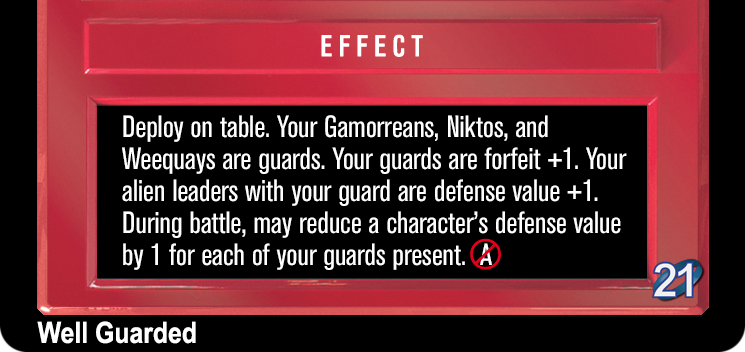 EFFECT
Deploy on table. Your Gamorreans, Niktos, and
Weequays are guards. Your guards are forfeit +1. Your
alien leaders with your guard are defense value +1.
During battle, may reduce a character’s defense value
by 1 for each of your guards present. A
21
Well Guarded